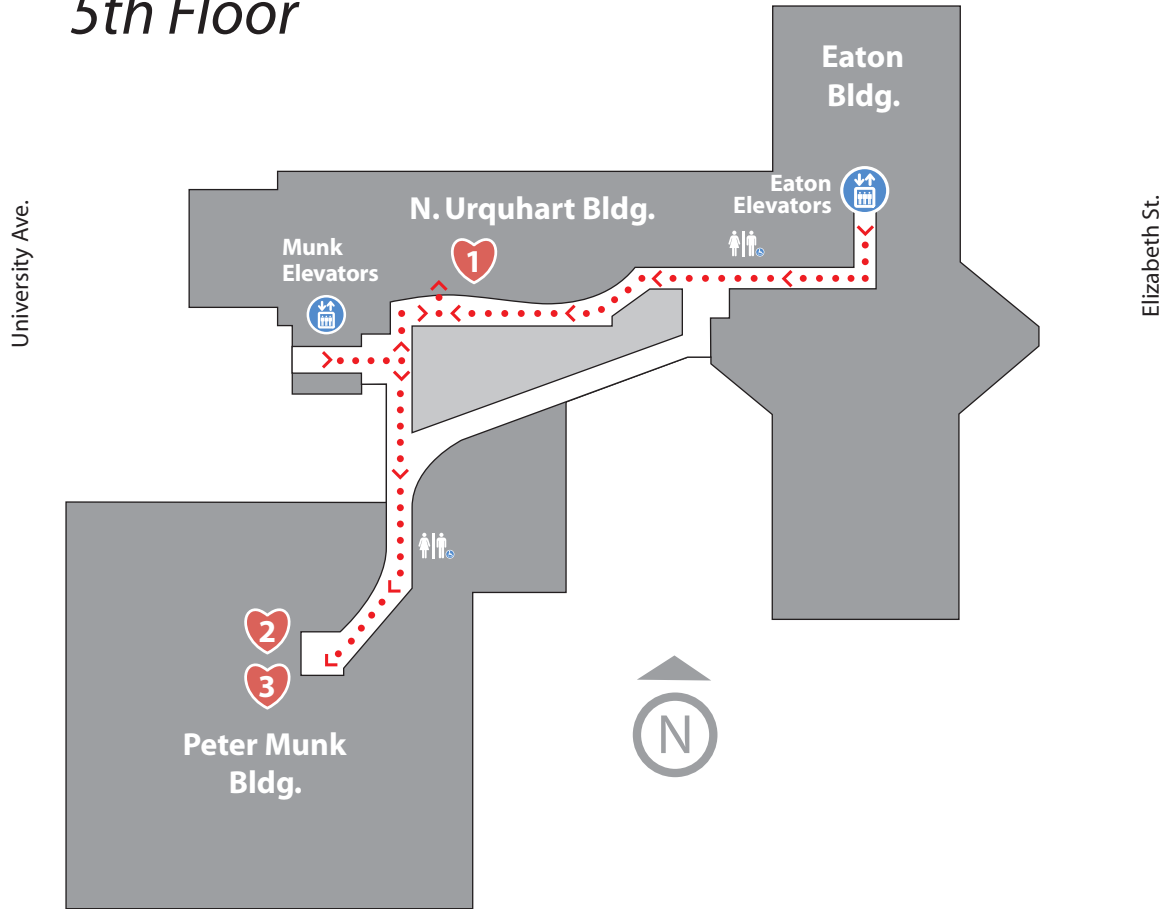 5th Floor
Eaton
Bldg.
University Ave.
Elizabeth St.
Eaton
Elevators
N. Urquhart Bldg.
Munk
Elevators
1
2
3
Peter Munk
Bldg.
N